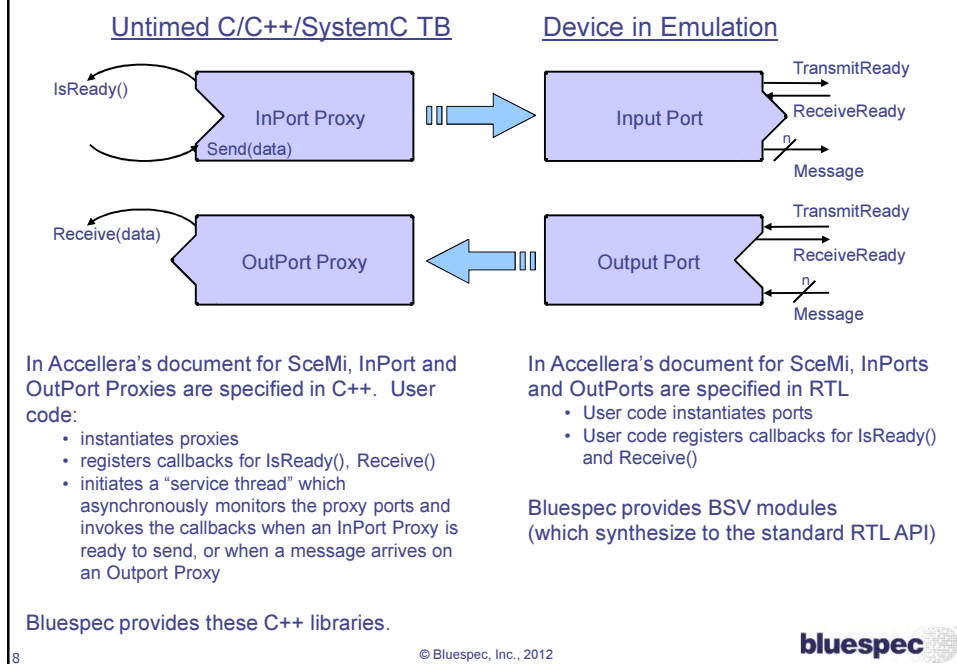 Untimed C/C++/SystemC TB
Device in Emulation
IsReady()
InPort Proxy
Send(data)
Input Port
TransmitReady
ReceiveReady
n
Message
Receive(data)
OutPort Proxy
Output Port
TransmitReady
ReceiveReady
n
Message
In Accellera's document for SceMi, InPort and
OutPort Proxies are specified in C++. User
code:
• instantiates proxies
• registers callbacks for IsReady(), Receive()
• initiates a “service thread” which
asynchronously monitors the proxy ports and
invokes the callbacks when an InPort Proxy is
ready to send, or when a message arrives on
an Outport Proxy
Bluespec provides these C++ libraries.
In Accellera's document for SceMi, InPorts
and OutPorts are specified in RTL
• User code instantiates ports
• User code registers callbacks for IsReady()
and Receive()
Bluespec provides BSV modules
(which synthesize to the standard RTL API)
8
© Bluespec, Inc., 2012
bluespec